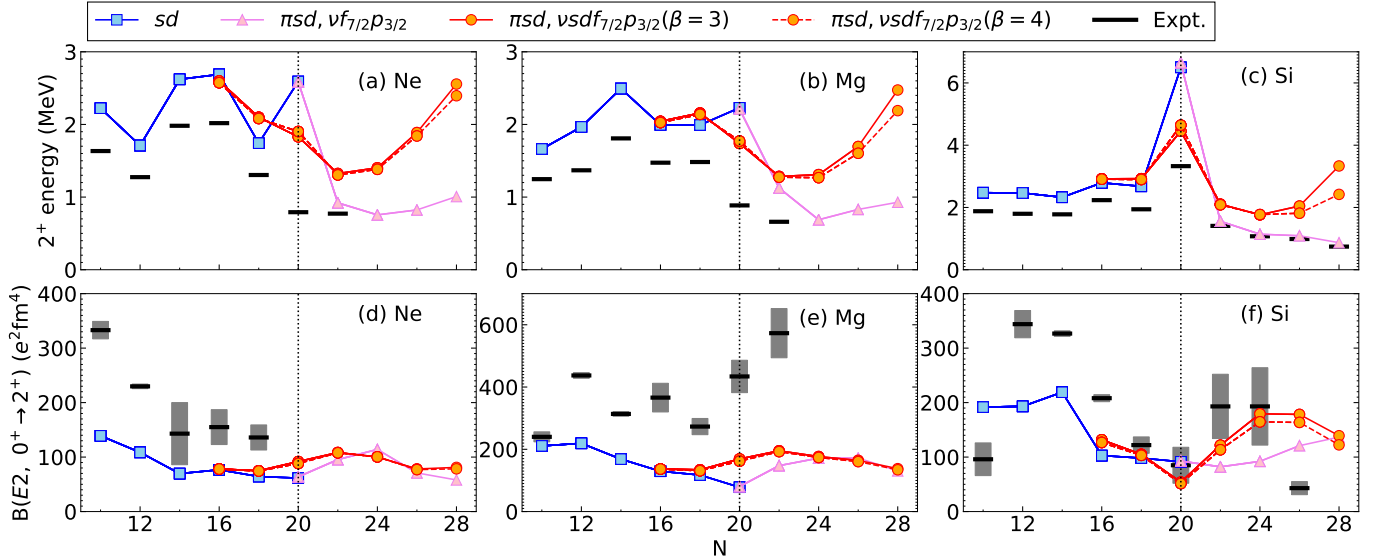 sd πsd, νf7/2p3/2 πsd, νsdf7/2p3/2(β = 3) πsd, νsdf7/2p3/2(β = 4) Expt.
2+ energy (MeV)
3
2
1
0
(a) Ne
3
2
1
0
(b) Mg
6
4
2
0
(c) Si
B(E2, 0+ → 2+) (e²fm⁴)
400
300
200
100
0
(d) Ne
12 16 20 24 28
600
400
200
0
(e) Mg
12 16 20 24 28
N
400
300
200
100
0
(f) Si
12 16 20 24 28